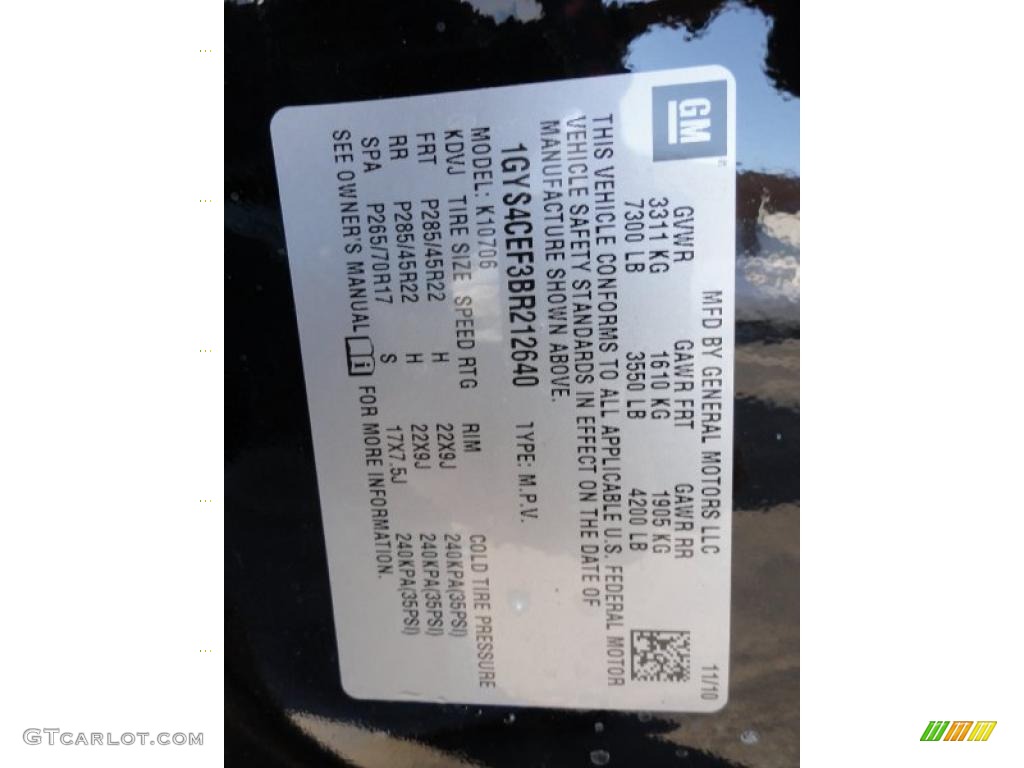 GM
MFD BY GENERAL MOTORS LLC 11/10
GVWR GAWR FRT GAWR RR
3311 KG 1610 KG 1905 KG
7300 LB 3550 LB 4200 LB
THIS VEHICLE CONFORMS TO ALL APPLICABLE U.S. FEDERAL MOTOR
VEHICLE SAFETY STANDARDS IN EFFECT ON THE DATE OF
MANUFACTURE SHOWN ABOVE.
1GYS4CEF3BR212640 TYPE: M.P.V.
MODEL: K10706
KDVJ TIRE SIZE SPEED RTG RIM COLD TIRE PRESSURE
FRT P285/45R22 H 22X9J 240KPA(35PSI)
RR P285/45R22 H 22X9J 240KPA(35PSI)
SPA P265/70R17 S 17X7.5J 240KPA(35PSI)
SEE OWNER'S MANUAL i FOR MORE INFORMATION.
GTCARLOT.COM